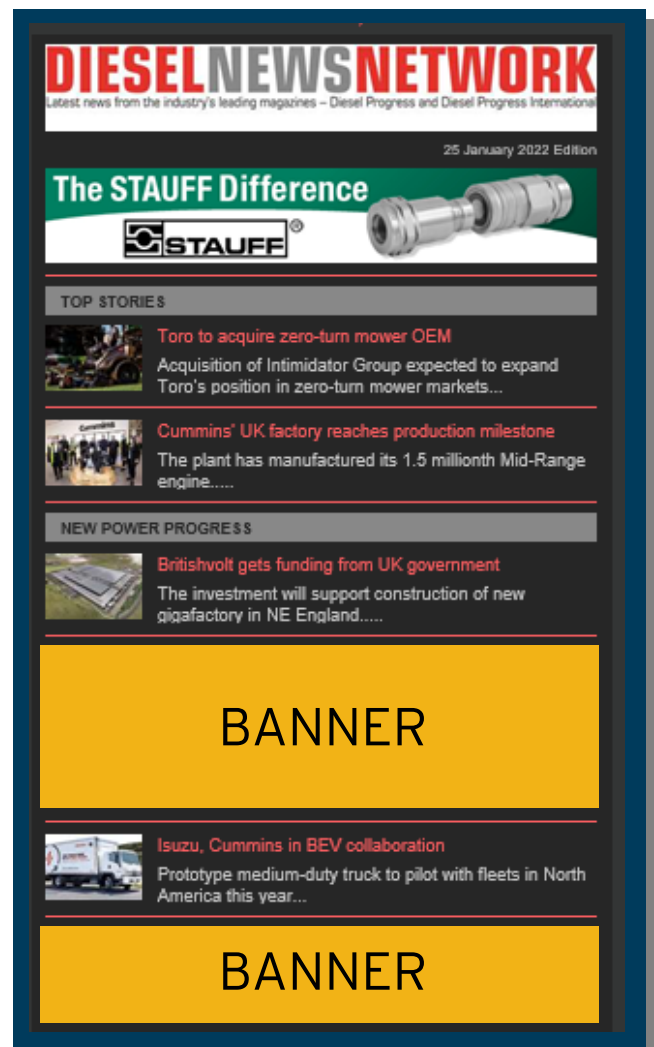 DIESELNEWSNETWORK
Latest news from the industry's leading magazines – Diesel Progress and Diesel Progress International
25 January 2022 Edition
The STAUFF Difference
STAUFF®
TOP STORIES
Toro to acquire zero-turn mower OEM
Acquisition of Intimidator Group expected to expand
Toro's position in zero-turn mower markets...
Cummins
Cummins' UK factory reaches production milestone
The plant has manufactured its 1.5 millionth Mid-Range
engine.....
NEW POWER PROGRESS
Britishvolt gets funding from UK government
The investment will support construction of new
gigafactory in NE England.....
BANNER
Isuzu, Cummins in BEV collaboration
Prototype medium-duty truck to pilot with fleets in North
America this year...
BANNER